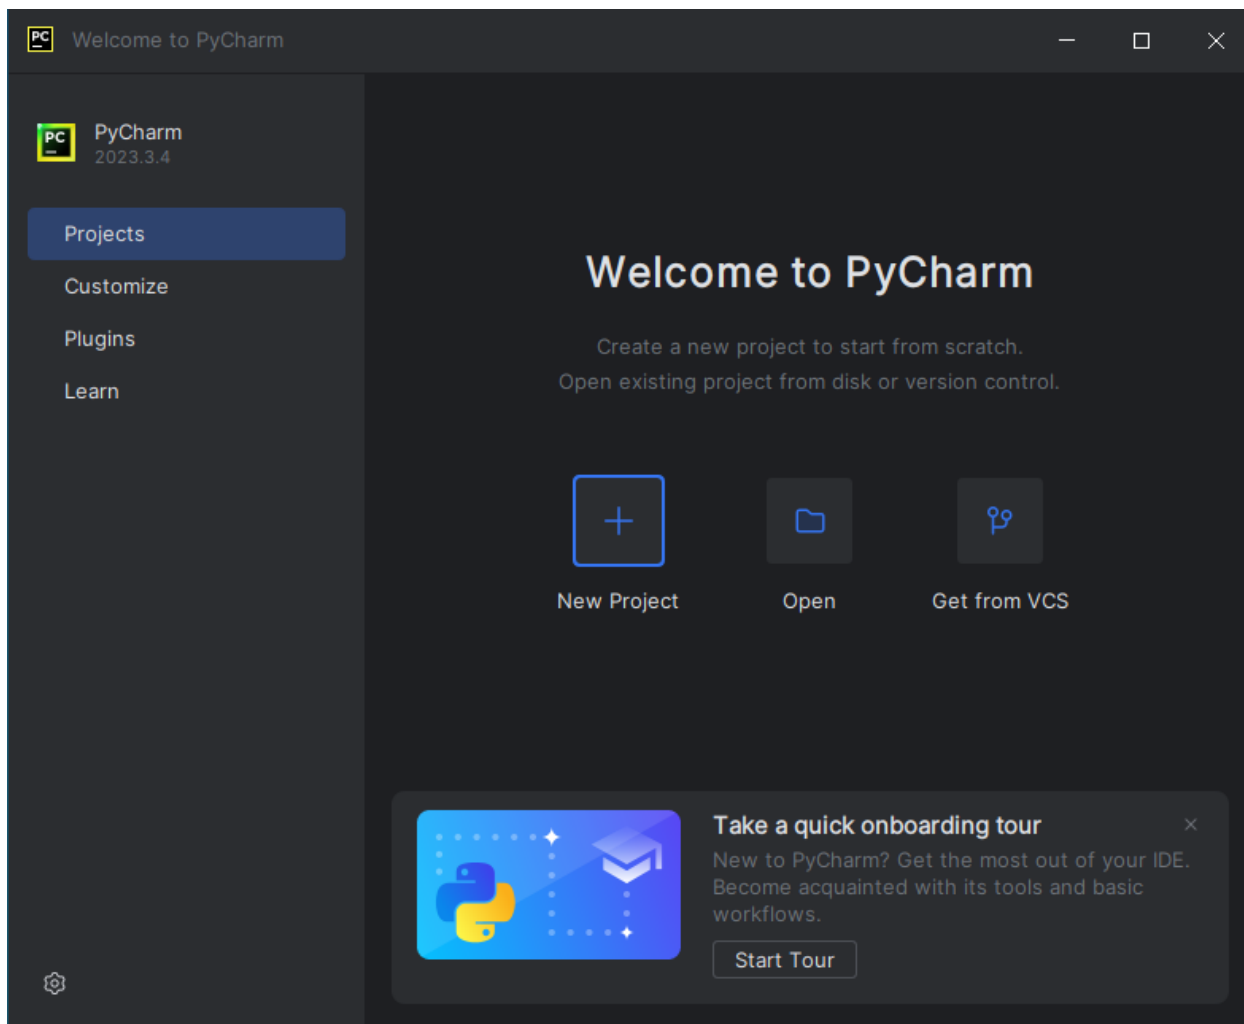 PC Welcome to PyCharm
PC PyCharm
2023.3.4
Projects
Customize
Plugins
Learn
Welcome to PyCharm
Create a new project to start from scratch.
Open existing project from disk or version control.
New Project
Open
Get from VCS
Take a quick onboarding tour
New to PyCharm? Get the most out of your IDE.
Become acquainted with its tools and basic
workflows.
Start Tour